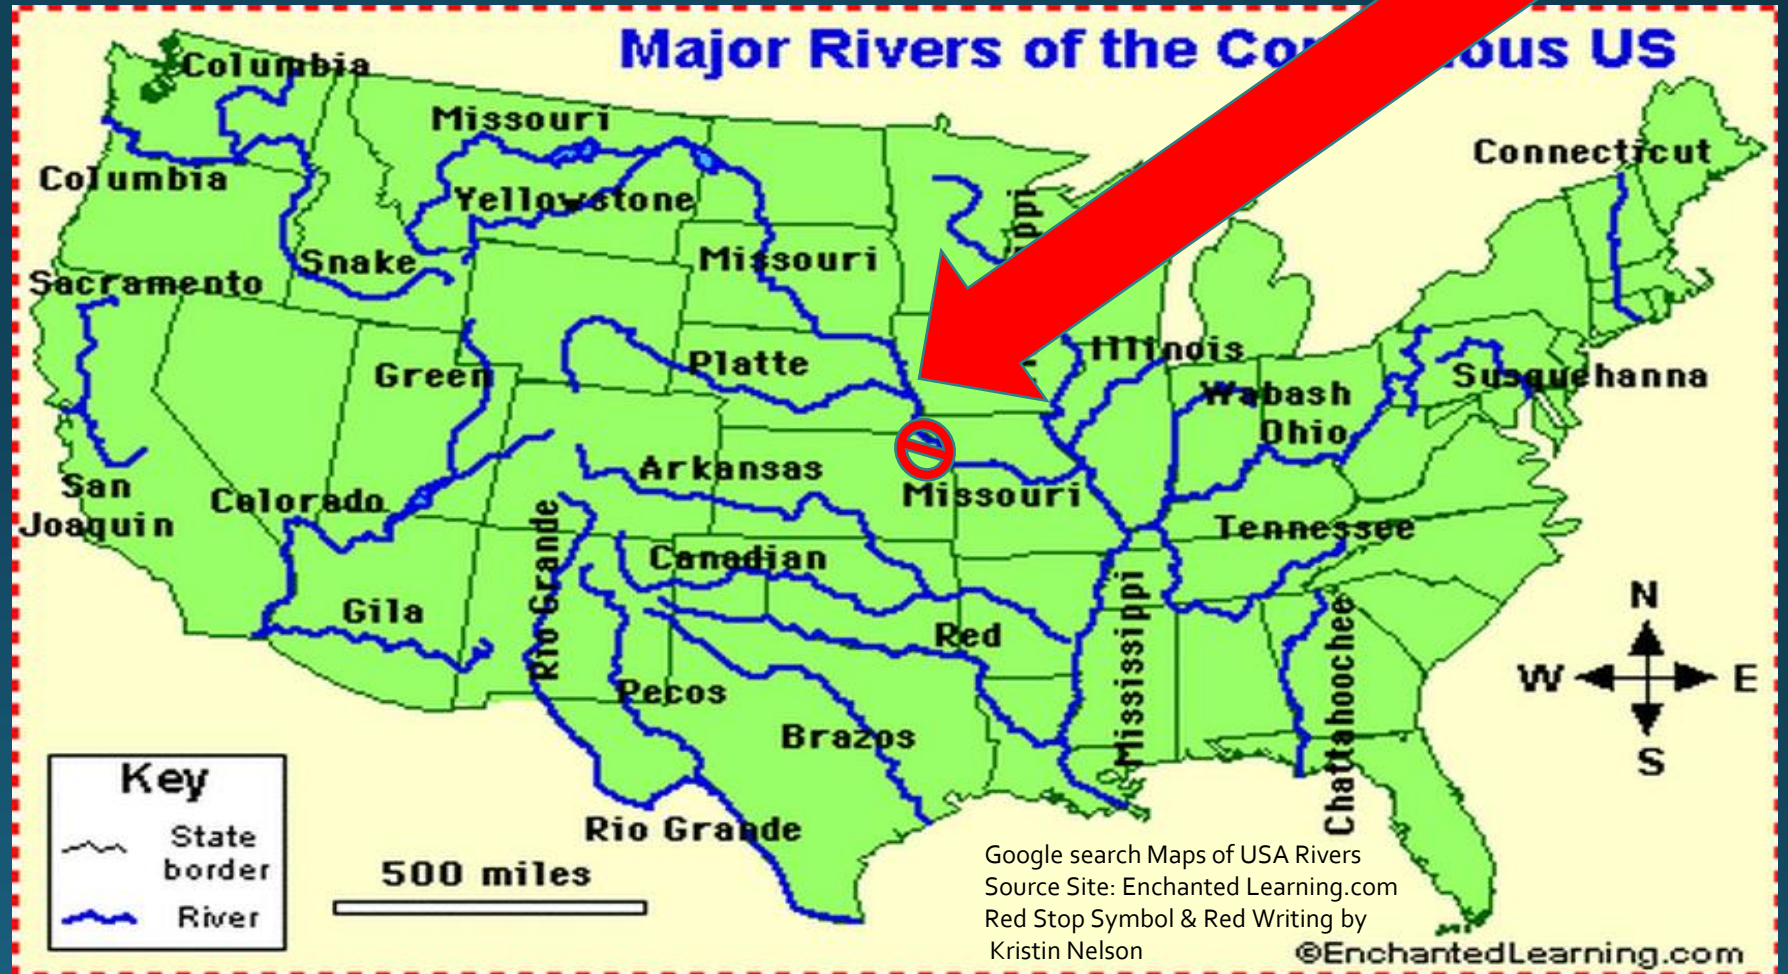 Major Rivers of the Co ous US
Columbia
Missouri
Connecticut
Columbia
Yellowstone
ppi
Snake
Missouri
Sacramento
Illinois
Green
Platte
Susquehanna
Wabash
Ohio
Arkansas
San
Joaquin
Colorado
Missouri
Tennessee
Rio Grande
Canadian
Gila
Red
Mississippi
Chattahoochee
Pecos
Brazos
Rio Grande
N
W E
S
Key
State
border
River
500 miles
Google search Maps of USA Rivers
Source Site: Enchanted Learning.com
Red Stop Symbol & Red Writing by
Kristin Nelson
©EnchantedLearning.com